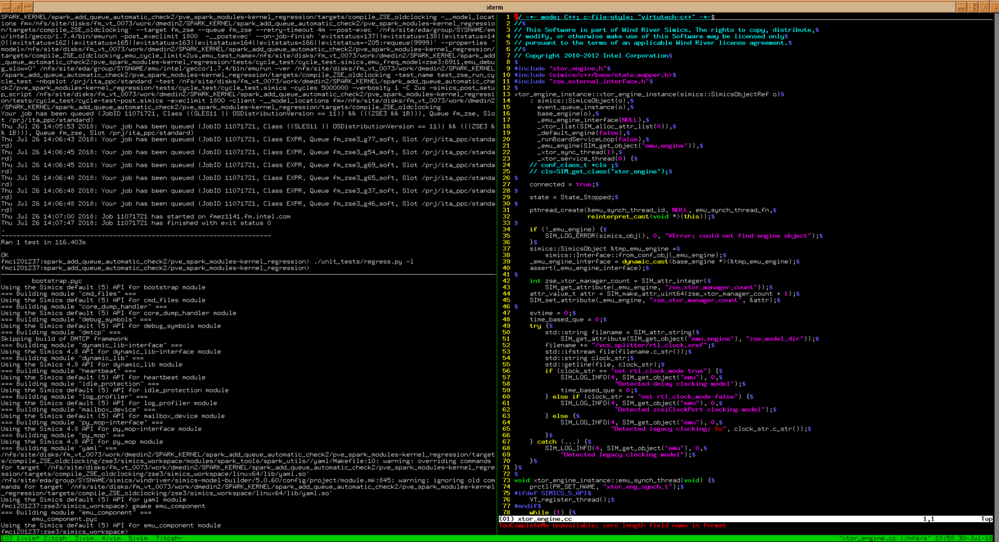 xterm
SPARK_KERNEL/spark_add_queue_automatic_check2/pve_spark_modules-kernel_regression/targets/compile_ZSE_oldclocking -__model_locat
ions fm=/nfs/site/disks/fm_vt_0073/work/dmedin2/SPARK_KERNEL/spark_add_queue_automatic_check2/pve_spark_modules-kernel_regressio
n/targets/compile_ZSE_oldclocking' --target fm_zse --queue fm_zse --retry-timeout 4m --post-exec '/nfs/site/eda/group/SYSNAME/em
u/intel/gecco/1.7.4/bin/emurun -post_execlimit 1800  -__postexec' --on-job-finish 'exitstatus=137||exitstatus=138||exitstatus=14
0||exitstatus=162||exitstatus=165||exitstatus=163||exitstatus=164||exitstatus=166||exitstatus=-205:requeue(9999)' --properties "
model=/nfs/site/disks/fm_vt_0073/work/dmedin2/SPARK_KERNEL/spark_add_queue_automatic_check2/pve_spark_modules-kernel_regression/
targets/compile_ZSE_oldclocking,emu_cycle_limit=2us,emu_test_name=/nfs/site/disks/fm_vt_0073/work/dmedin2/SPARK_KERNEL/spark_add
_queue_automatic_check2/pve_spark_modules-kernel_regression/tests/cycle_test/cycle_test.simics,emu_freq_model=zse3:6911,emu_debu
g_slow=0" /nfs/site/eda/group/SYSNAME/emu/intel/gecco/1.7.4/bin/emurun -ver /nfs/site/disks/fm_vt_0073/work/dmedin2/SPARK_KERNEL
/spark_add_queue_automatic_check2/pve_spark_modules-kernel_regression/targets/compile_ZSE_oldclocking -test_name test_zse_run_cy
cle_test -nbqslot /prj/ita_ppc/standard -test /nfs/site/disks/fm_vt_0073/work/dmedin2/SPARK_KERNEL/spark_add_queue_automatic_che
ck2/pve_spark_modules-kernel_regression/tests/cycle_test/cycle_test.simics -cycles 5000000 -verbosity 1 -C 2us -simics_post_setu
p_script /nfs/site/disks/fm_vt_0073/work/dmedin2/SPARK_KERNEL/spark_add_queue_automatic_check2/pve_spark_modules-kernel_regress
ion/tests/cycle_test/cycle-test-post.simics -execlimit 1800 -client -__model_locations fm=/nfs/site/disks/fm_vt_0073/work/dmedin2
/SPARK_KERNEL/spark_add_queue_automatic_check2/pve_spark_modules-kernel_regression/targets/compile_ZSE_oldclocking
Your job has been queued (JobID 11071721, Class ((SLES11 || OSDistributionVersion == 11)) && (((ZSE3 && 1B))), Queue fm_zse, Slo
t /prj/ita_ppc/standard)
Thu Jul 26 14:05:53 2018: Your job has been queued (JobID 11071721, Class ((SLES11 || OSDistributionVersion == 11)) && (((ZSE3 &
& 1B))), Queue fm_zse, Slot /prj/ita_ppc/standard)
Thu Jul 26 14:06:43 2018: Your job has been queued (JobID 11071721, Class EXPR, Queue fm_zse3_g77_soft, Slot /prj/ita_ppc/standa
rd)
Thu Jul 26 14:06:45 2018: Your job has been queued (JobID 11071721, Class EXPR, Queue fm_zse3_g54_soft, Slot /prj/ita_ppc/standa
rd)
Thu Jul 26 14:06:45 2018: Your job has been queued (JobID 11071721, Class EXPR, Queue fm_zse3_g69_soft, Slot /prj/ita_ppc/standa
rd)
Thu Jul 26 14:06:48 2018: Your job has been queued (JobID 11071721, Class EXPR, Queue fm_zse3_g65_soft, Slot /prj/ita_ppc/standa
rd)
Thu Jul 26 14:06:48 2018: Your job has been queued (JobID 11071721, Class EXPR, Queue fm_zse3_g37_soft, Slot /prj/ita_ppc/standa
rd)
Thu Jul 26 14:06:48 2018: Your job has been queued (JobID 11071721, Class EXPR, Queue fm_zse3_g46_soft, Slot /prj/ita_ppc/standa
rd)
Thu Jul 26 14:07:00 2018: Job 11071721 has started on fmez1141.fm.intel.com
Thu Jul 26 14:07:47 2018: Job 11071721 has finished with exit status 0
.
----------------------------------------------------------------------
Ran 1 test in 116.403s
OK
fmci201237:spark_add_queue_automatic_check2/pve_spark_modules-kernel_regression> ./unit_tests/regress.py -l
fmci201237:spark_add_queue_automatic_check2/pve_spark_modules-kernel_regression>
bootstrap.pyc
Using the Simics default (5) API for bootstrap module
=== Building module "cmd_files" ===
Using the Simics default (5) API for cmd_files module
=== Building module "core_dump_handler" ===
Using the Simics default (5) API for core_dump_handler module
=== Building module "debug_symbols" ===
Using the Simics default (5) API for debug_symbols module
=== Building module "dmtcp" ===
Skipping build of DMTCP framework
=== Building module "dynamic_lib-interface" ===
Using the Simics 4.8 API for dynamic_lib-interface module
=== Building module "dynamic_lib" ===
Using the Simics 4.8 API for dynamic_lib module
=== Building module "heartbeat" ===
Using the Simics default (5) API for heartbeat module
=== Building module "idle_protection" ===
Using the Simics default (5) API for idle_protection module
=== Building module "log_profiler" ===
Using the Simics default (5) API for log_profiler module
=== Building module "mailbox_device" ===
Using the Simics default (5) API for mailbox_device module
=== Building module "py_mop-interface" ===
Using the Simics 4.8 API for py_mop-interface module
=== Building module "py_mop" ===
Using the Simics 4.8 API for py_mop module
=== Building module "yaml" ===
/nfs/site/disks/fm_vt_0073/work/dmedin2/SPARK_KERNEL/spark_add_queue_automatic_check2/pve_spark_modules-kernel_regression/target
s/compile_ZSE_oldclocking/zse3/simics_workspace/modules/spark_tools/spark_utils//yaml/Makefile:10: warning: overriding commands
for target `/nfs/site/disks/fm_vt_0073/work/dmedin2/SPARK_KERNEL/spark_add_queue_automatic_check2/pve_spark_modules-kernel_regre
ssion/targets/compile_ZSE_oldclocking/zse3/simics_workspace/linux64/lib/yaml.so'
/nfs/site/eda/group/SYSNAME/simics/windriver/simics-model-builder/5.0.60/config/project/module.mk:845: warning: ignoring old com
mands for target `/nfs/site/disks/fm_vt_0073/work/dmedin2/SPARK_KERNEL/spark_add_queue_automatic_check2/pve_spark_modules-kernel
_regression/targets/compile_ZSE_oldclocking/zse3/simics_workspace/linux64/lib/yaml.so'
Using the Simics default (5) API for yaml module
fmci201237:zse3/simics_workspace> gmake emu_component
=== Building module "emu_component" ===
emu_component.pyc
Using the Simics default (5) API for emu_component module
fmci201237:zse3/simics_workspace>
1 // -*- mode: C++; c-file-style: "virtutech-c++" -*-$
2 //$
3 // This Software is part of Wind River Simics. The rights to copy, distribute,$
4 // modify, or otherwise make use of this Software may be licensed only$
5 // pursuant to the terms of an applicable Wind River license agreement.$
6 //$
7 // Copyright 2010-2012 Intel Corporation$
8 $
9 #include "xtor_engine.h"$
10 #include <simics/c++/base/state_mapper.h>$
11 #include "zse_external_interface.h"$
12 $
13 xtor_engine_instance::xtor_engine_instance(simics::SimicsObjectRef o)$
14     : simics::SimicsObject(o),$
15       event_queue_instance(o),$
16       base_engine(o),$
17       _emu_engine_interface(NULL),$
18       _xtor_list(SIM_alloc_attr_list(0)),$
19       _default_engine(false),$
20       _runBoardServiceLoop(false),$
21       _emu_engine(SIM_get_object("emu.engine")),$
22       _xtor_sync_thread(1),$
23       _xtor_service_thread(0) {$
24     // conf_class_t *cls ;$
25     // cls=SIM_get_class("xtor_engine");$
26 $
27     connected = true;$
28 $
29     state = State_Stopped;$
30 $
31     pthread_create(&emu_synch_thread_id, NULL, emu_synch_thread_fn,$
32                    reinterpret_cast<void *>(this));$
33 $
34     if (!_emu_engine) {$
35         SIM_LOG_ERROR(simics_obj(), 0, "VError: could not find engine object");$
36     }$
37     simics::SimicsObject &tmp_emu_engine =$
38         simics::Interface::from_conf_obj(_emu_engine);$
39     _emu_engine_interface = dynamic_cast<base_engine *>(&tmp_emu_engine);$
40     assert(_emu_engine_interface);$
41 $
42     int zse_xtor_manager_count = SIM_attr_integer($
43         SIM_get_attribute(_emu_engine, "zse_xtor_manager_count"));$
44     attr_value_t attr = SIM_make_attr_uint64(zse_xtor_manager_count + 1);$
45     SIM_set_attribute(_emu_engine, "zse_xtor_manager_count", &attr);$
46 $
47     svtime = 0;$
48     time_based_que = 0;$
49     try {$
50         std::string filename = SIM_attr_string($
51             SIM_get_attribute(SIM_get_object("emu.engine"), "zse_model_dir"));$
52         filename += "/vcs_splitter/rtl_clock.xref";$
53         std::ifstream file(filename.c_str());$
54         std::string clock_str;$
55         std::getline(file, clock_str);$
56         if (clock_str == "set rtl_clock_mode true") {$
57             SIM_LOG_INFO(4, SIM_get_object("emu"), 0,$
58                           "Detected delay clocking model");$
59             time_based_que = 0;$
60         } else if (clock_str == "set rtl_clock_mode false") {$
61             SIM_LOG_INFO(4, SIM_get_object("emu"), 0,$
62                           "Detected zceiClockPort clocking model");$
63         } else {$
64             SIM_LOG_INFO(4, SIM_get_object("emu"), 0,$
65                          "Detected legacy clocking: %s", clock_str.c_str());$
66         }$
67     } catch (...) {$
68         SIM_LOG_INFO(4, SIM_get_object("emu"), 0,$
69             "Detected legacy clocking model");$
70     }$
71 }$
72 $
73 void xtor_engine_instance::emu_synch_thread(void) {$
74     prctl(PR_SET_NAME, "xtor_eng_synch_t");$
75 #ifdef SIMICS_5_API$
76     VT_register_thread();$
77 #endif$
78     while (1) {$
(01) xtor_engine.cc 1,1 Top
YouCompleteMe unavailable: zero length field name in format
[0] 1:vim* 2:tcsh  3:vim  4:vim  5:vim  7:tcsh- "xtor_engine.cc (/nfs/s" 10:58 30-Jul-18